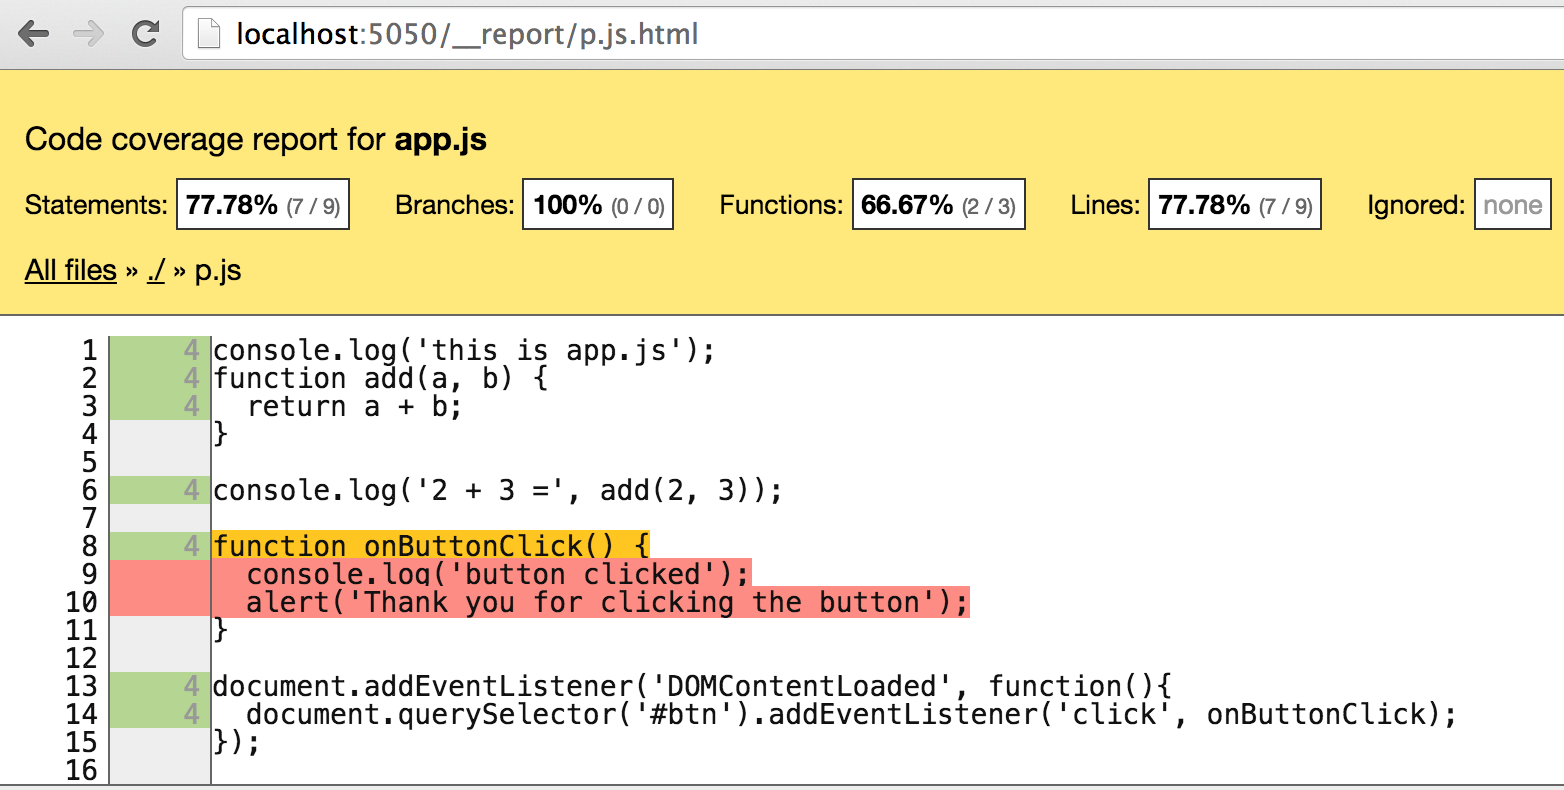 localhost:5050/__report/p.js.html
Code coverage report for app.js
Statements: 77.78% (7 / 9) Branches: 100% (0 / 0) Functions: 66.67% (2 / 3) Lines: 77.78% (7 / 9) Ignored: none
All files » ./ » p.js
1 4 console.log('this is app.js');
2 4 function add(a, b) {
3 4   return a + b;
4 }
5
6 4 console.log('2 + 3 =', add(2, 3));
7
8 4 function onButtonClick() {
9   console.log('button clicked');
10   alert('Thank you for clicking the button');
11 }
12
13 4 document.addEventListener('DOMContentLoaded', function(){
14 4   document.querySelector('#btn').addEventListener('click', onButtonClick);
15 });
16